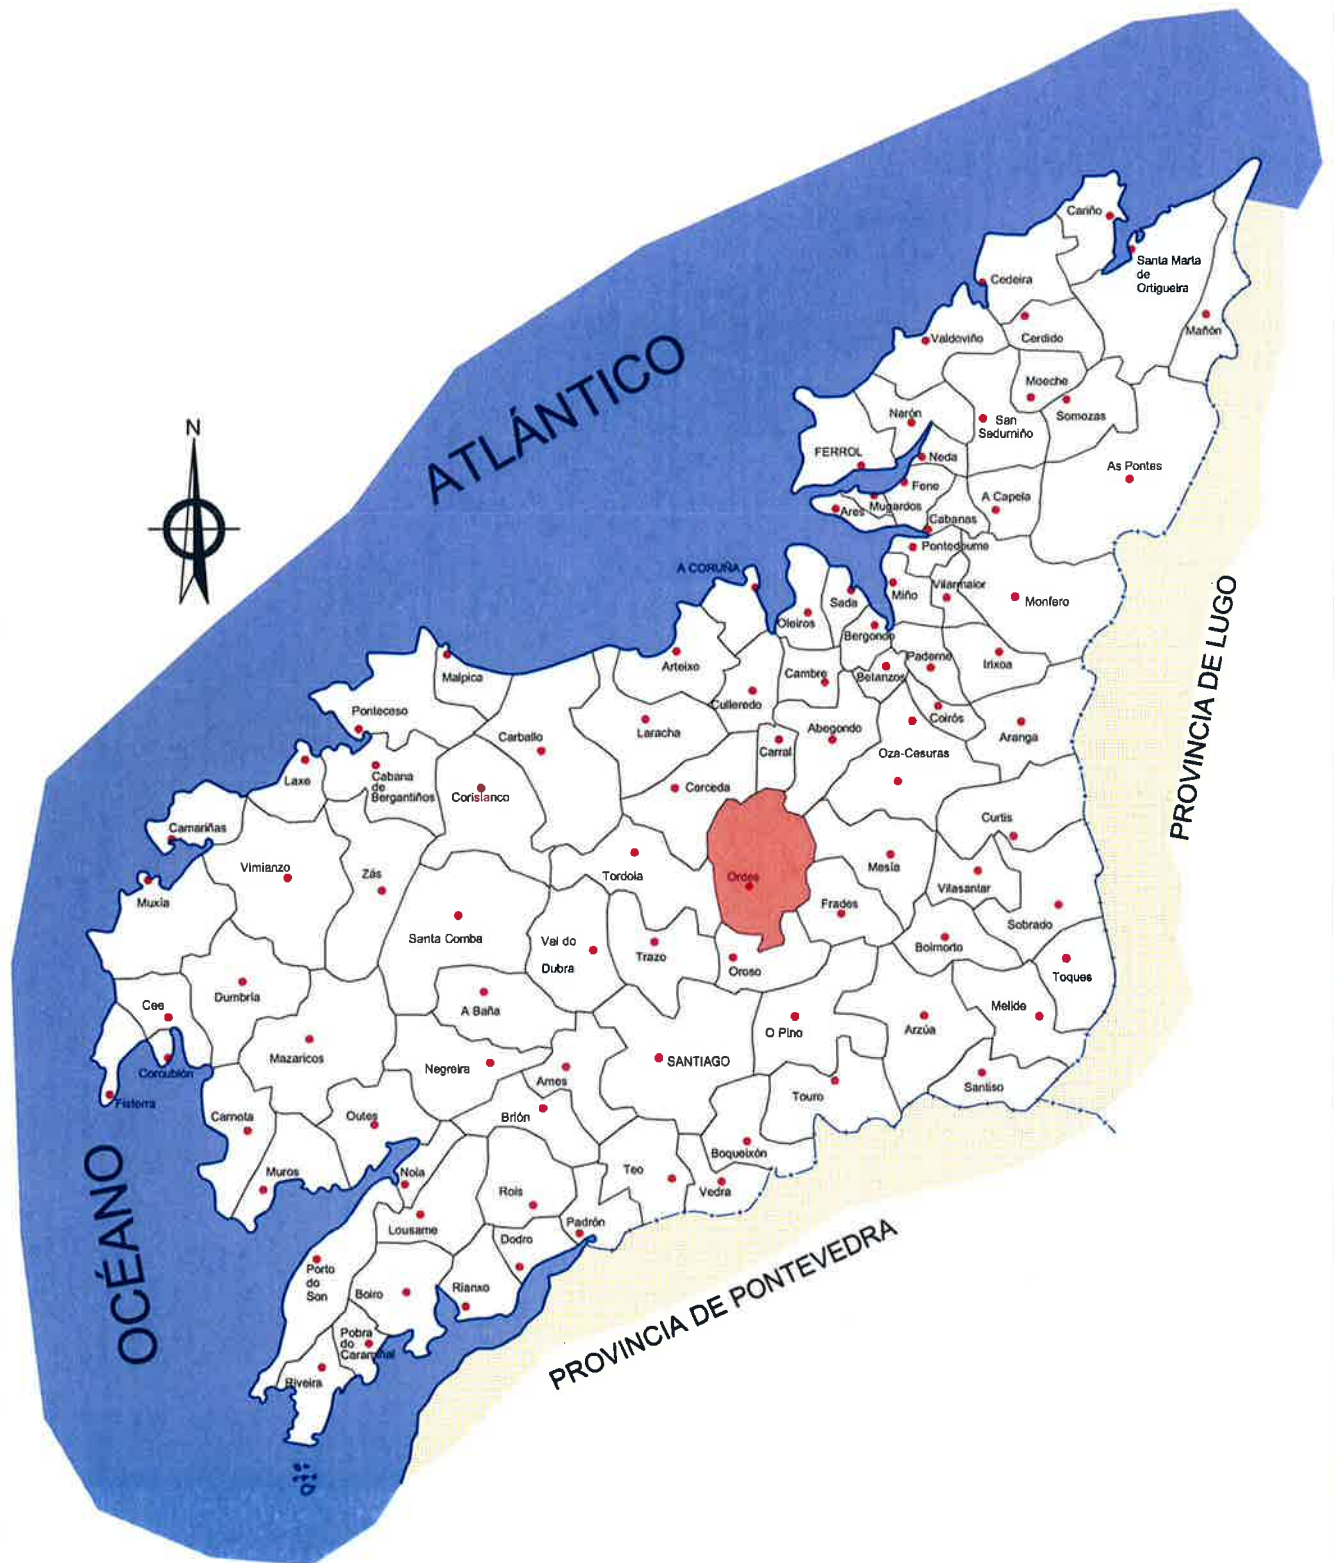 Cariño
Santa Marta
de
Ortigueira
Cedeira
Mañón
Cerdido
Valdoviño
Moeche
Somozas
Narón
San
Sadurniño
N
ATLÁNTICO
FERROL
Neda
As Pontes
Fene
Mugardos
Ares
A Capela
Cabanas
Pontedeume
A CORUÑA
Miño
Vilarmaior
Monfero
Sada
Oleiros
Bergondo
PROVINCIA DE LUGO
Arteixo
Paderne
Irixoa
Malpica
Cambre
Betanzos
Culleredo
Ponteceso
Coirós
Carballo
Laracha
Abegondo
Aranga
Carral
Oza-Cesuras
Laxe
Cabana
de
Bergantiños
Coristanco
Cerceda
Curtis
Camariñas
Vimianzo
Zás
Tordoia
Ordes
Mesía
Vilasantar
Muxía
Frades
Sobrado
Santa Comba
Val do
Dubra
Trazo
Boimorto
Oroso
Toques
Dumbría
Cee
A Baña
Melide
O Pino
Arzúa
Mazaricos
SANTIAGO
Negreira
Corcubión
Ames
Santiso
Fisterra
Touro
Carnota
Outes
Brión
Boqueixón
Muros
Noia
Teo
Vedra
Rois
Lousame
Padrón
OCÉANO
Dodro
Porto
do
Son
Boiro
Rianxo
PROVINCIA DE PONTEVEDRA
Pobra
do
Caramiñal
Riveira